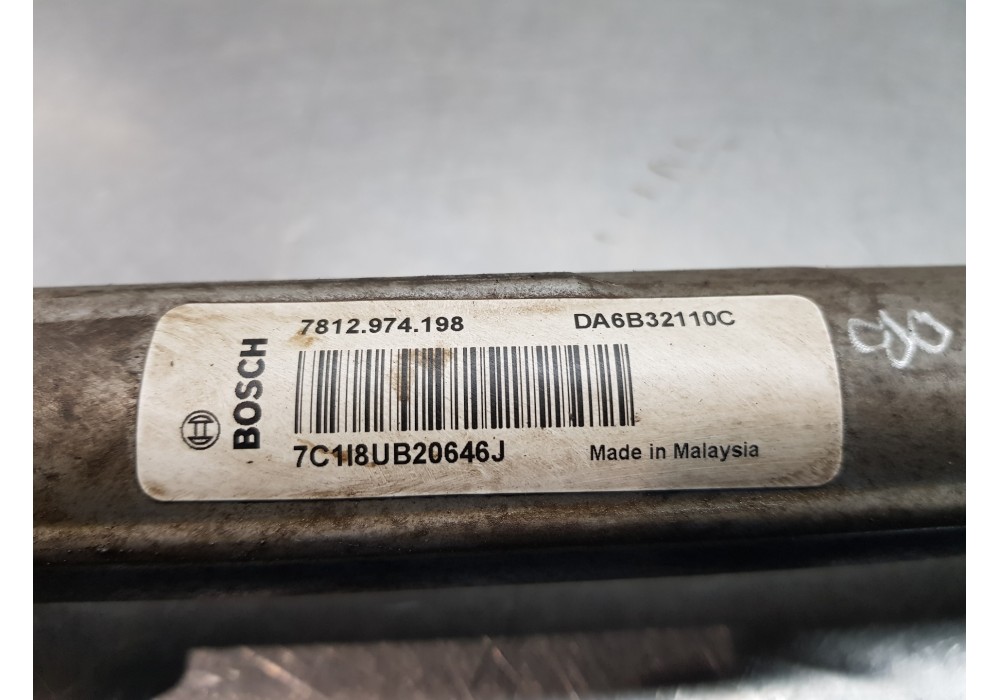 7812.974.198 DA6B32110C
BOSCH
7C1I8UB20646J Made in Malaysia